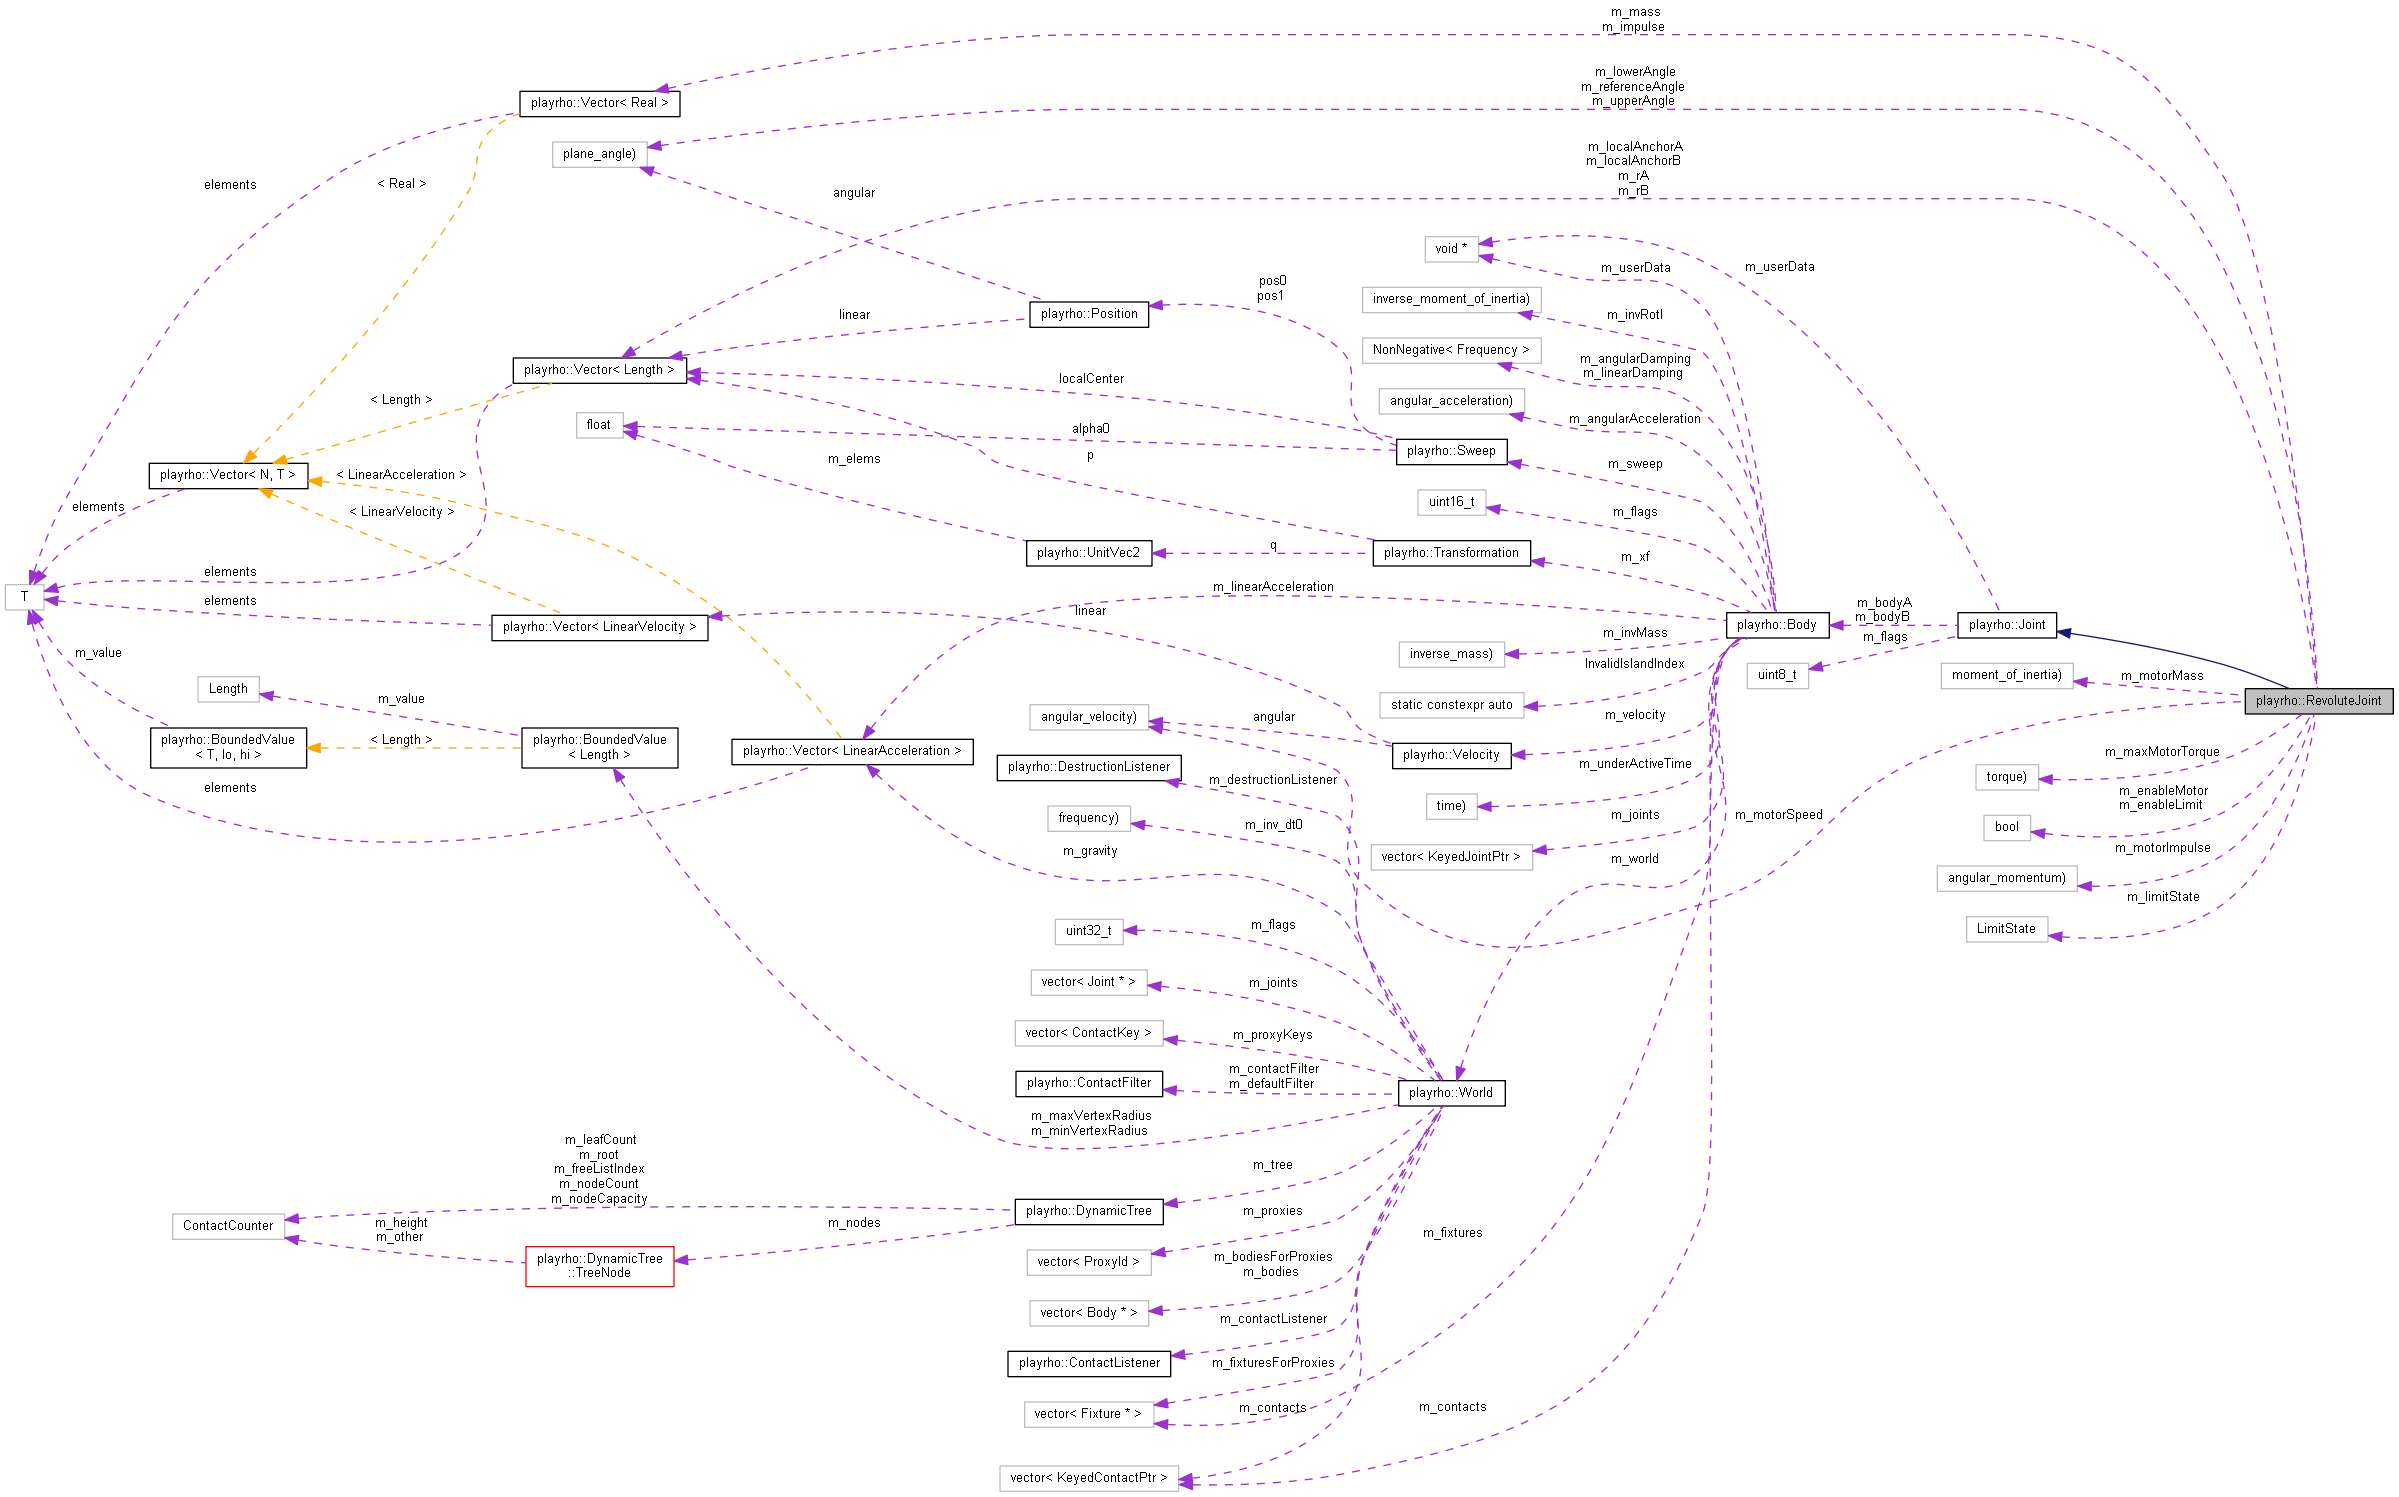 m_mass
m_impulse
m_lowerAngle
m_referenceAngle
m_upperAngle
playrho::Vector< Real >
plane_angle)
m_localAnchorA
m_localAnchorB
m_rA
m_rB
elements
< Real >
angular
void *
m_userData
m_userData
pos0
pos1
inverse_moment_of_inertia)
m_invRotI
playrho::Position
linear
NonNegative< Frequency >
m_angularDamping
m_linearDamping
playrho::Vector< Length >
localCenter
< Length >
angular_acceleration)
m_angularAcceleration
float
alpha0
p
playrho::Sweep
m_sweep
m_elems
playrho::Vector< N, T >
< LinearAcceleration >
elements
< LinearVelocity >
uint16_t
m_flags
playrho::UnitVec2
q
playrho::Transformation
m_xf
elements
elements
T
m_linearAcceleration
linear
playrho::Vector< LinearVelocity >
playrho::Body
m_bodyA
m_bodyB
m_flags
playrho::Joint
m_value
inverse_mass)
m_invMass
InvalidIslandIndex
uint8_t
moment_of_inertia)
m_motorMass
playrho::RevoluteJoint
Length
m_value
static constexpr auto
angular_velocity)
angular
m_velocity
playrho::BoundedValue
< T, lo, hi >
< Length >
playrho::BoundedValue
< Length >
playrho::Vector< LinearAcceleration >
playrho::Velocity
playrho::DestructionListener
m_destructionListener
m_underActiveTime
m_maxMotorTorque
torque)
elements
time)
m_enableMotor
m_enableLimit
frequency)
m_inv_dt0
m_joints
m_motorSpeed
bool
m_gravity
vector< KeyedJointPtr >
m_world
m_motorImpulse
angular_momentum)
m_limitState
LimitState
uint32_t
m_flags
vector< Joint * >
m_joints
vector< ContactKey >
m_proxyKeys
playrho::ContactFilter
m_contactFilter
m_defaultFilter
playrho::World
m_maxVertexRadius
m_minVertexRadius
m_leafCount
m_root
m_freeListIndex
m_nodeCount
m_nodeCapacity
m_tree
ContactCounter
m_height
m_other
m_nodes
playrho::DynamicTree
m_proxies
playrho::DynamicTree
::TreeNode
vector< ProxyId >
m_bodiesForProxies
m_bodies
m_fixtures
vector< Body * >
m_contactListener
playrho::ContactListener
m_fixturesForProxies
vector< Fixture * >
m_contacts
m_contacts
vector< KeyedContactPtr >